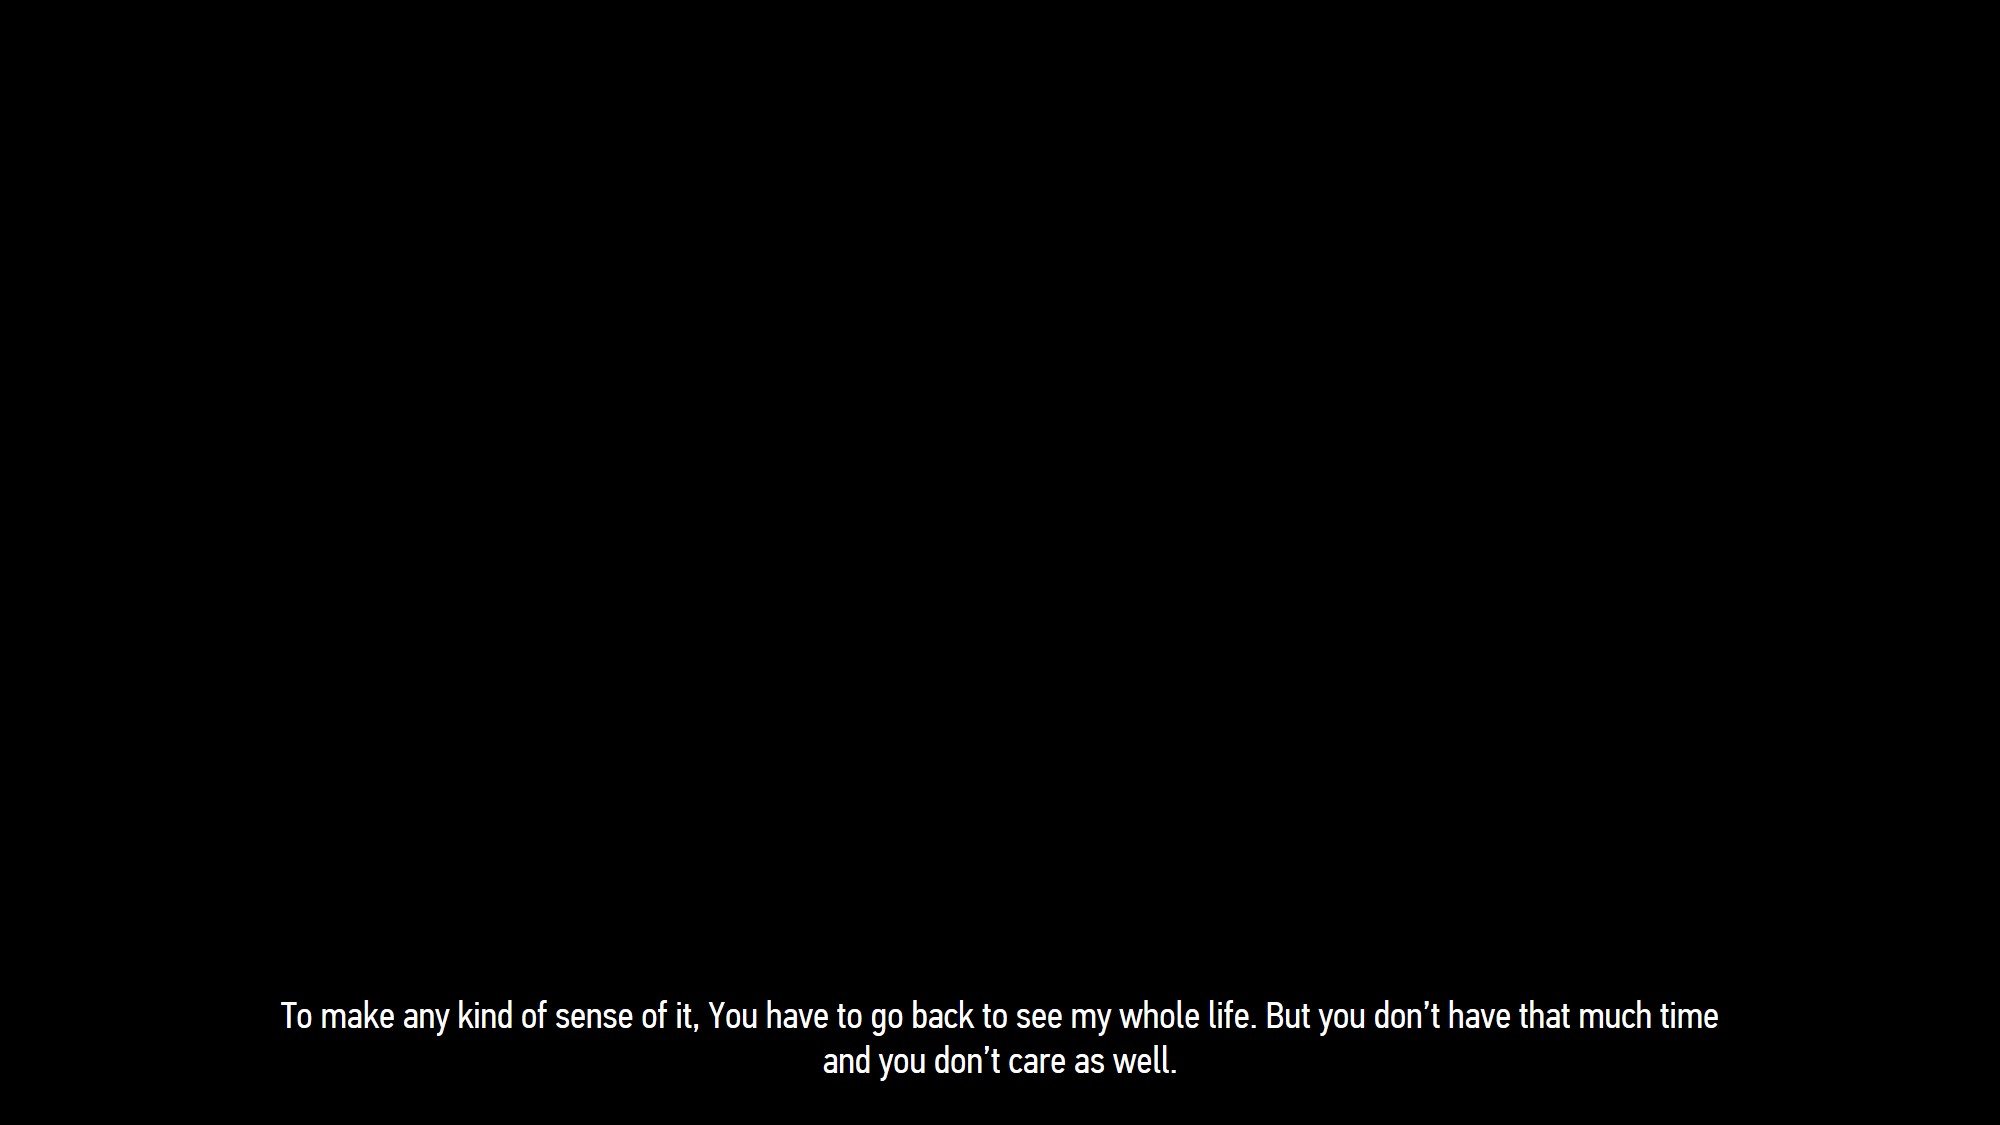 To make any kind of sense of it, You have to go back to see my whole life. But you don’t have that much time
and you don’t care as well.